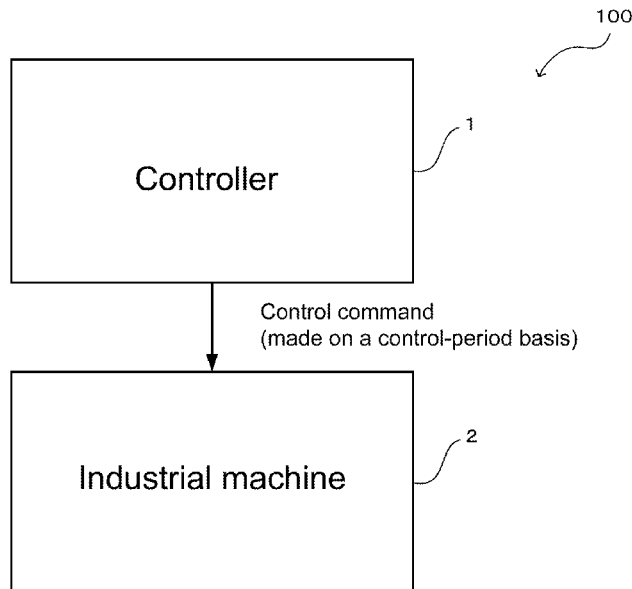 100
1
Controller
Control command
(made on a control-period basis)
2
Industrial machine